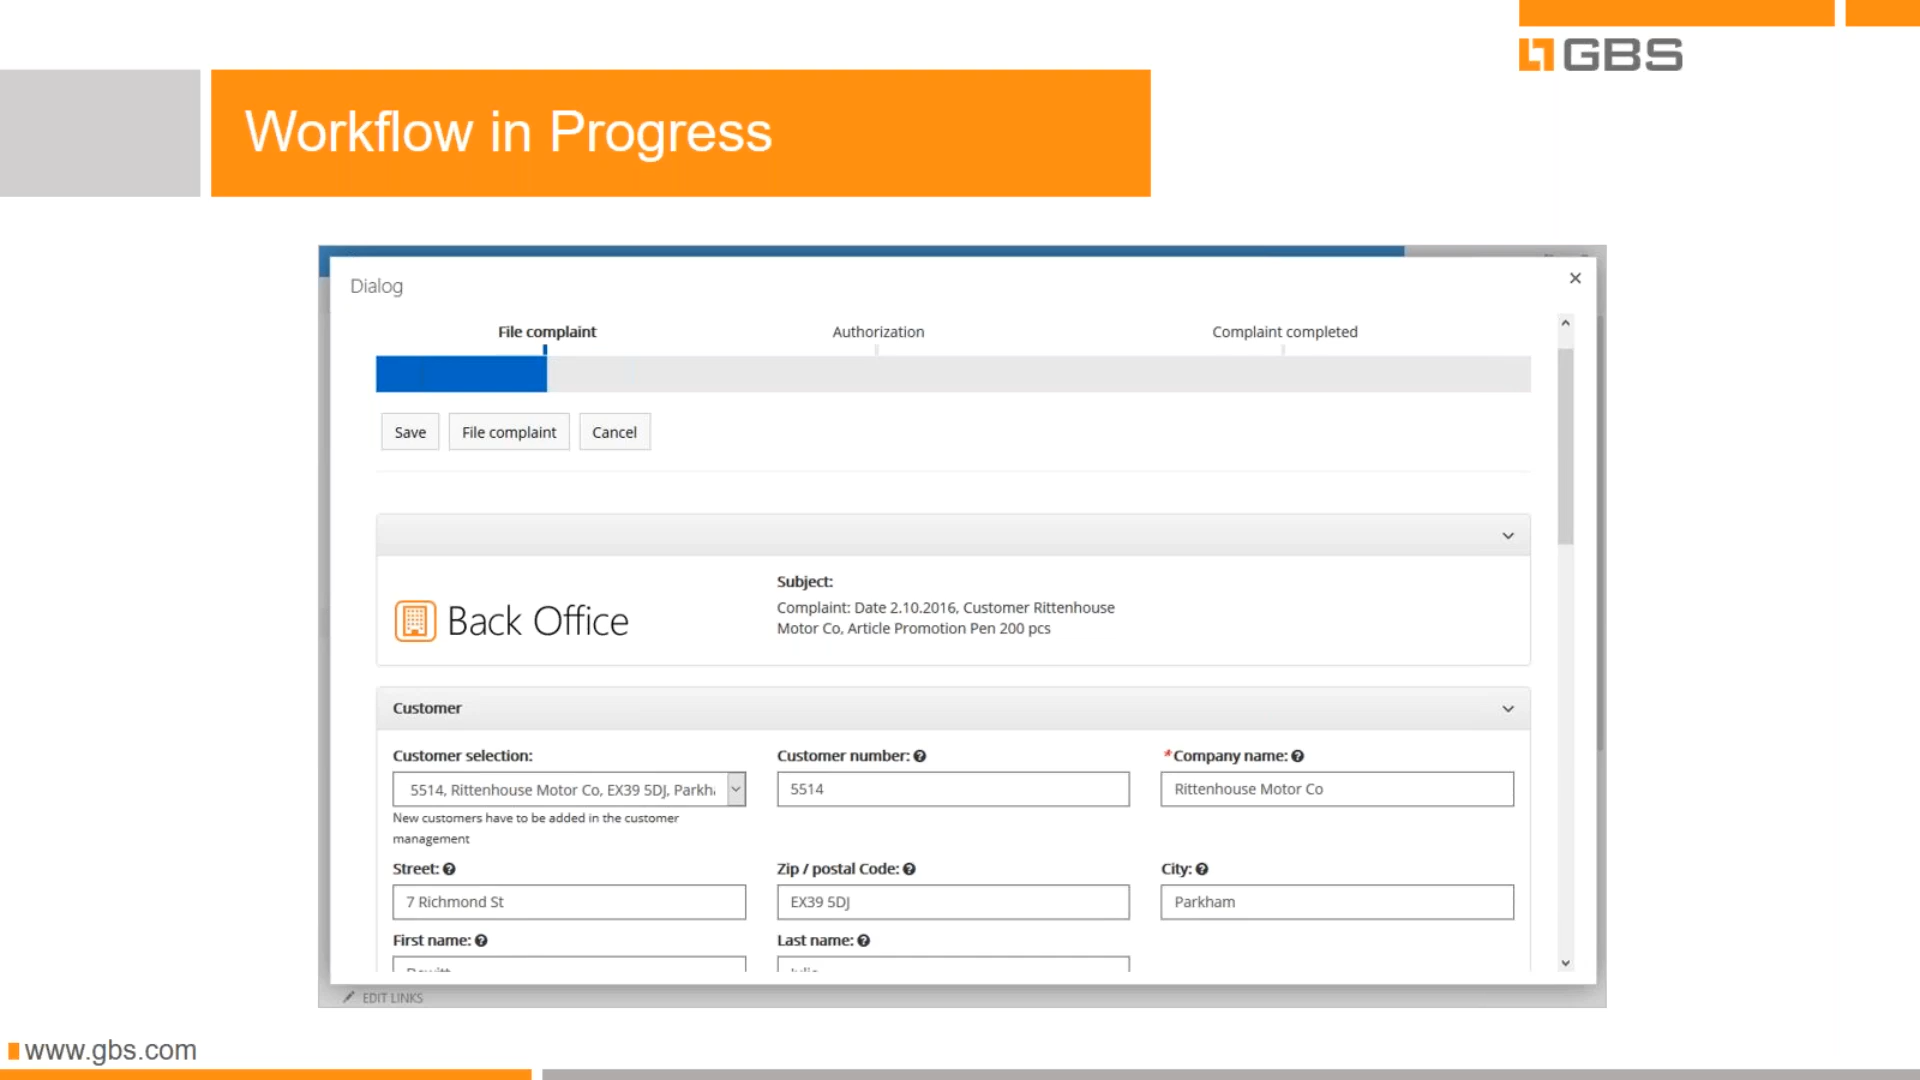 GBS
Workflow in Progress
Dialog
File complaint
Authorization
Complaint completed
Save
File complaint
Cancel
Back Office
Subject:
Complaint: Date 2.10.2016, Customer Rittenhouse
Motor Co, Article Promotion Pen 200 pcs
Customer
Customer selection:
5514, Rittenhouse Motor Co, EX39 5DJ, Parkh
New customers have to be added in the customer
management
Customer number:
5514
*Company name:
Rittenhouse Motor Co
Street:
7 Richmond St
Zip / postal Code:
EX39 5DJ
City:
Parkham
First name:
Last name:
EDIT LINKS
www.gbs.com